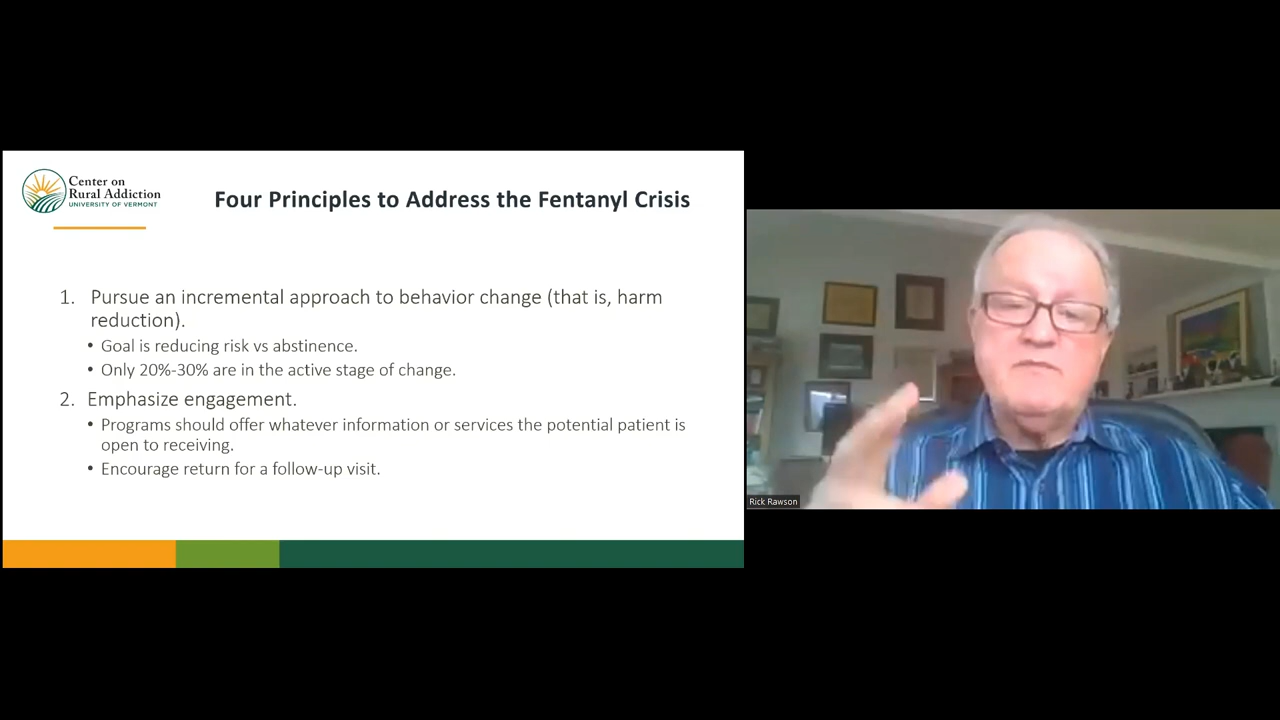 Center on
Rural Addiction
UNIVERSITY OF VERMONT
Four Principles to Address the Fentanyl Crisis
1. Pursue an incremental approach to behavior change (that is, harm
reduction).
• Goal is reducing risk vs abstinence.
• Only 20%-30% are in the active stage of change.
2. Emphasize engagement.
• Programs should offer whatever information or services the potential patient is
open to receiving.
• Encourage return for a follow-up visit.
Rick Rawson